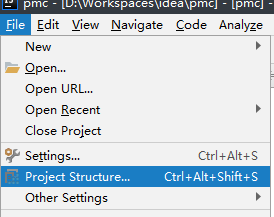 pmc - [D:\Workspaces\idea\pmc] - [pmc]
File Edit View Navigate Code Analyze
New
Open...
Open URL...
Open Recent
Close Project
Settings... Ctrl+Alt+S
Project Structure... Ctrl+Alt+Shift+S
Other Settings